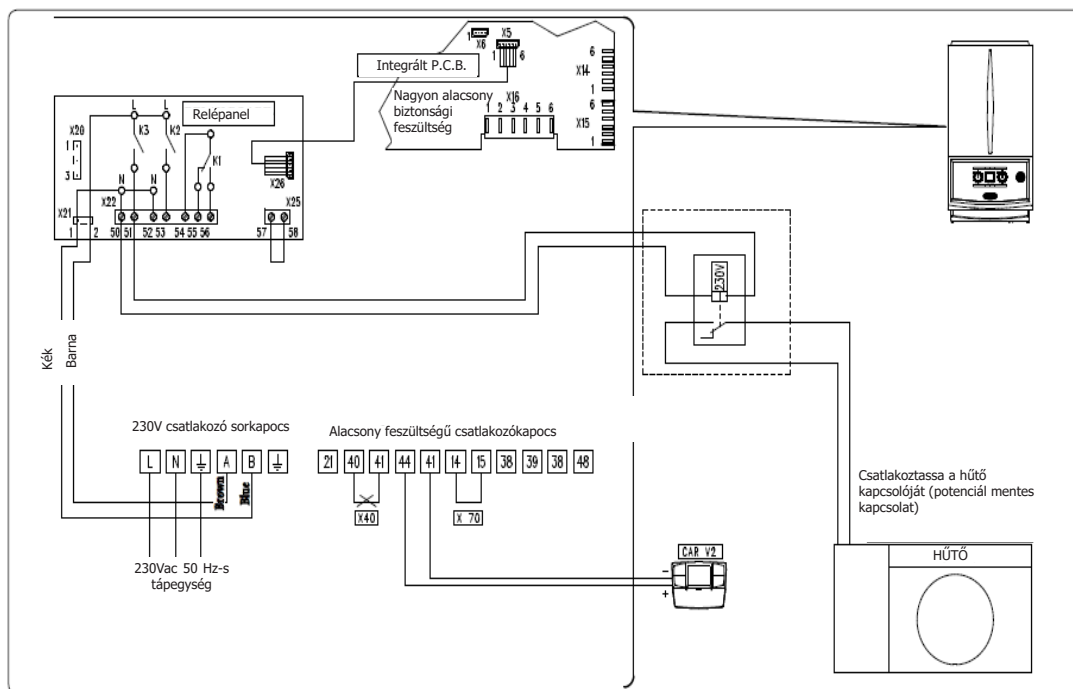 1
X6
X5
1
6
Integrált P.C.B.
Nagyon alacsony
biztonsági
feszültség
X16
1 2 3 4 5 6
6
X14
1
6
X15
1
Relépanel
L
L
K3
K2
K1
X20
1
3
N
N
X26
X21
X22
X25
1 2 50 51 52 53 54 55 56 57 58
230V
Kék
Barna
230V csatlakozó sorkapocs
L N A B
Brown
Blue
230Vac 50 Hz-s
tápegység
Alacsony feszültségű csatlakozókapocs
21 40 41 44 41 14 15 38 39 38 48
X40
X 70
CAR V2
-
+
Csatlakoztassa a hűtő
kapcsolóját (potenciál mentes
kapcsolat)
HŰTŐ